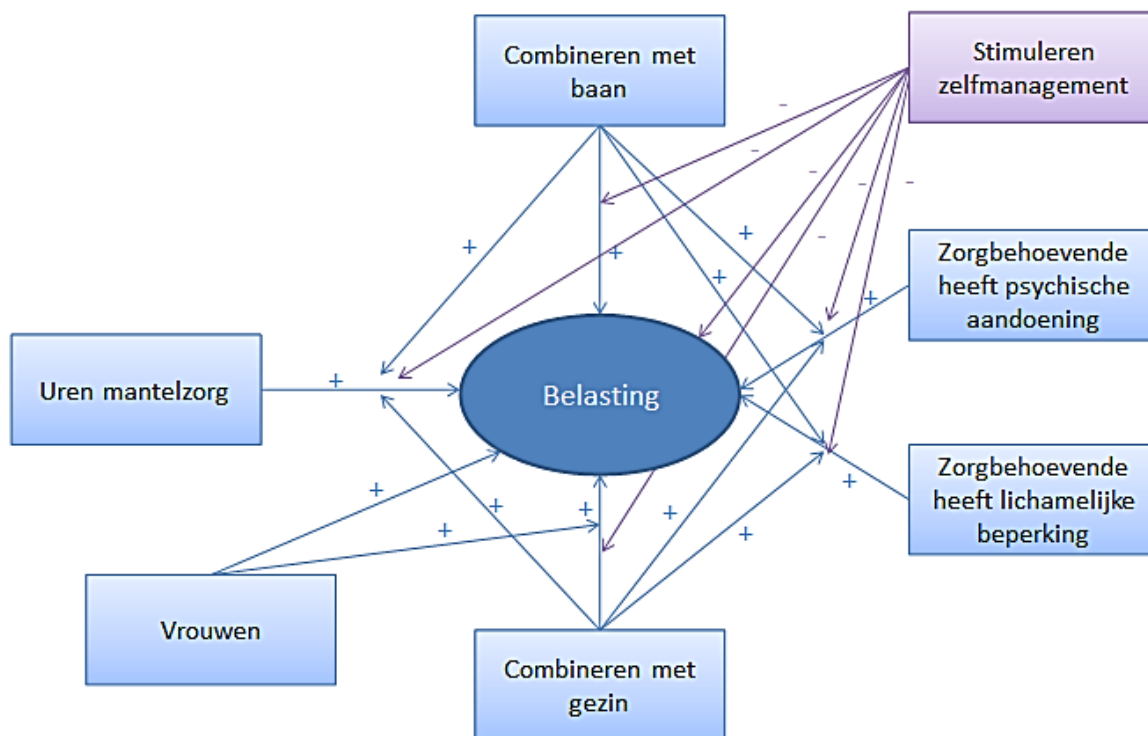 Combineren met
baan
Stimuleren
zelfmanagement
-
-
-
-
-
-
+
+
+
+
+
Zorgbehoevende
heeft psychische
aandoening
Uren mantelzorg
+
Belasting
Zorgbehoevende
heeft lichamelijke
beperking
+
+
+
+
+
+
+
Vrouwen
Combineren met
gezin